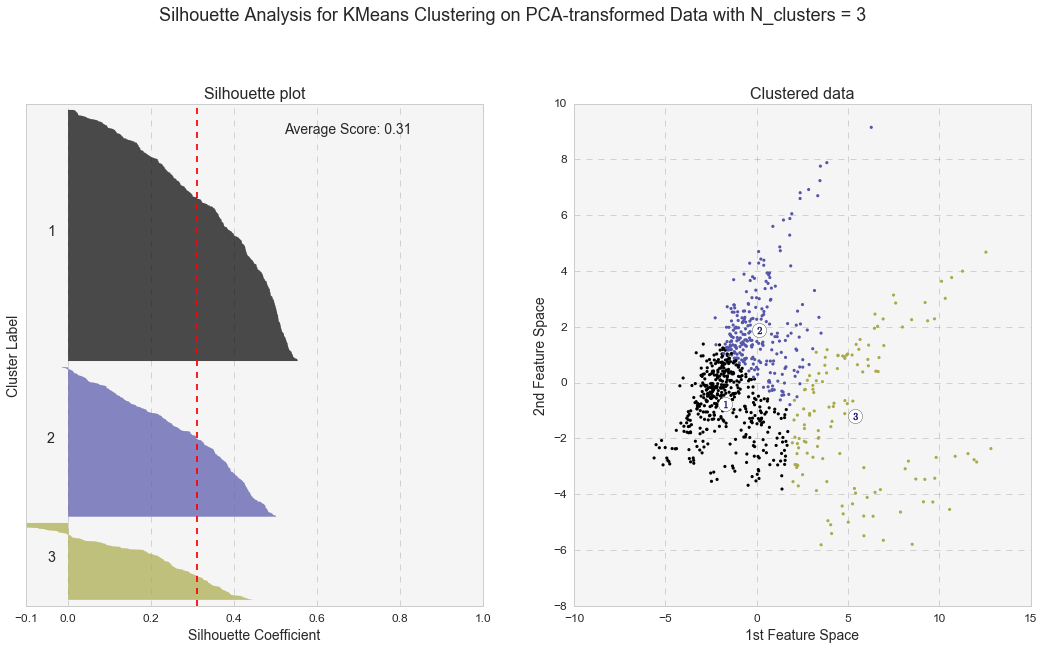 Silhouette Analysis for KMeans Clustering on PCA-transformed Data with N_clusters = 3
Silhouette plot
Average Score: 0.31
Cluster Label
1
2
3
−0.1 0.0 0.2 0.4 0.6 0.8 1.0
Silhouette Coefficient
Clustered data
2nd Feature Space
10
8
6
4
2
0
−2
−4
−6
−8
2
1
3
−10 −5 0 5 10 15
1st Feature Space